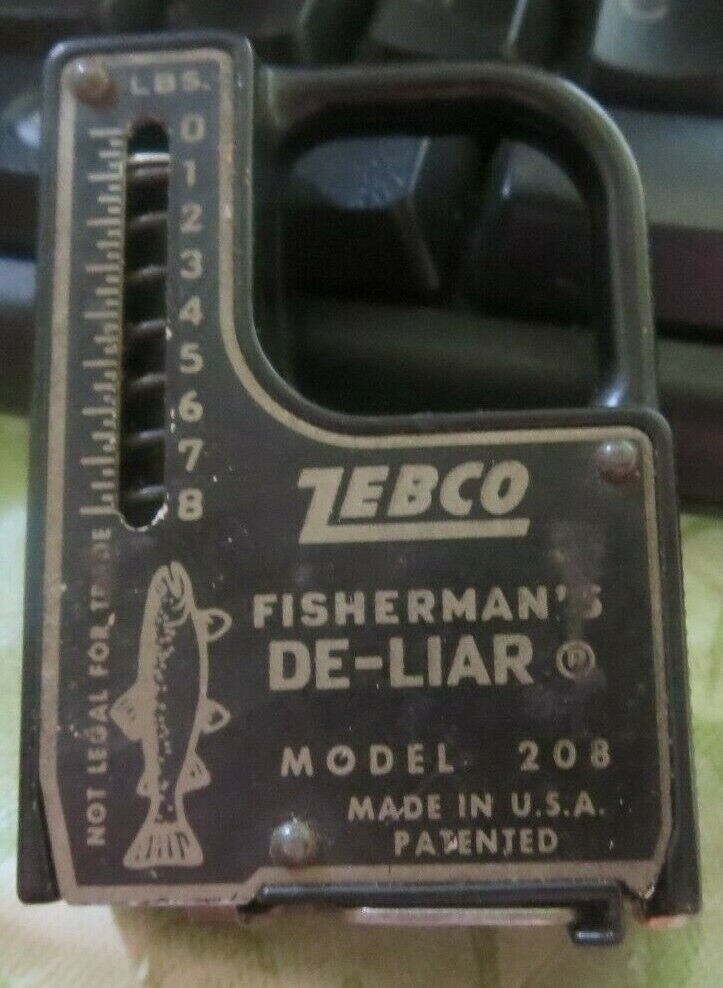 LBS.
0
1
2
3
4
5
6
7
8
NOT LEGAL FOR TRADE
ZEBCO
FISHERMAN'S
DE-LIAR ®
MODEL 208
MADE IN U.S.A.
PATENTED